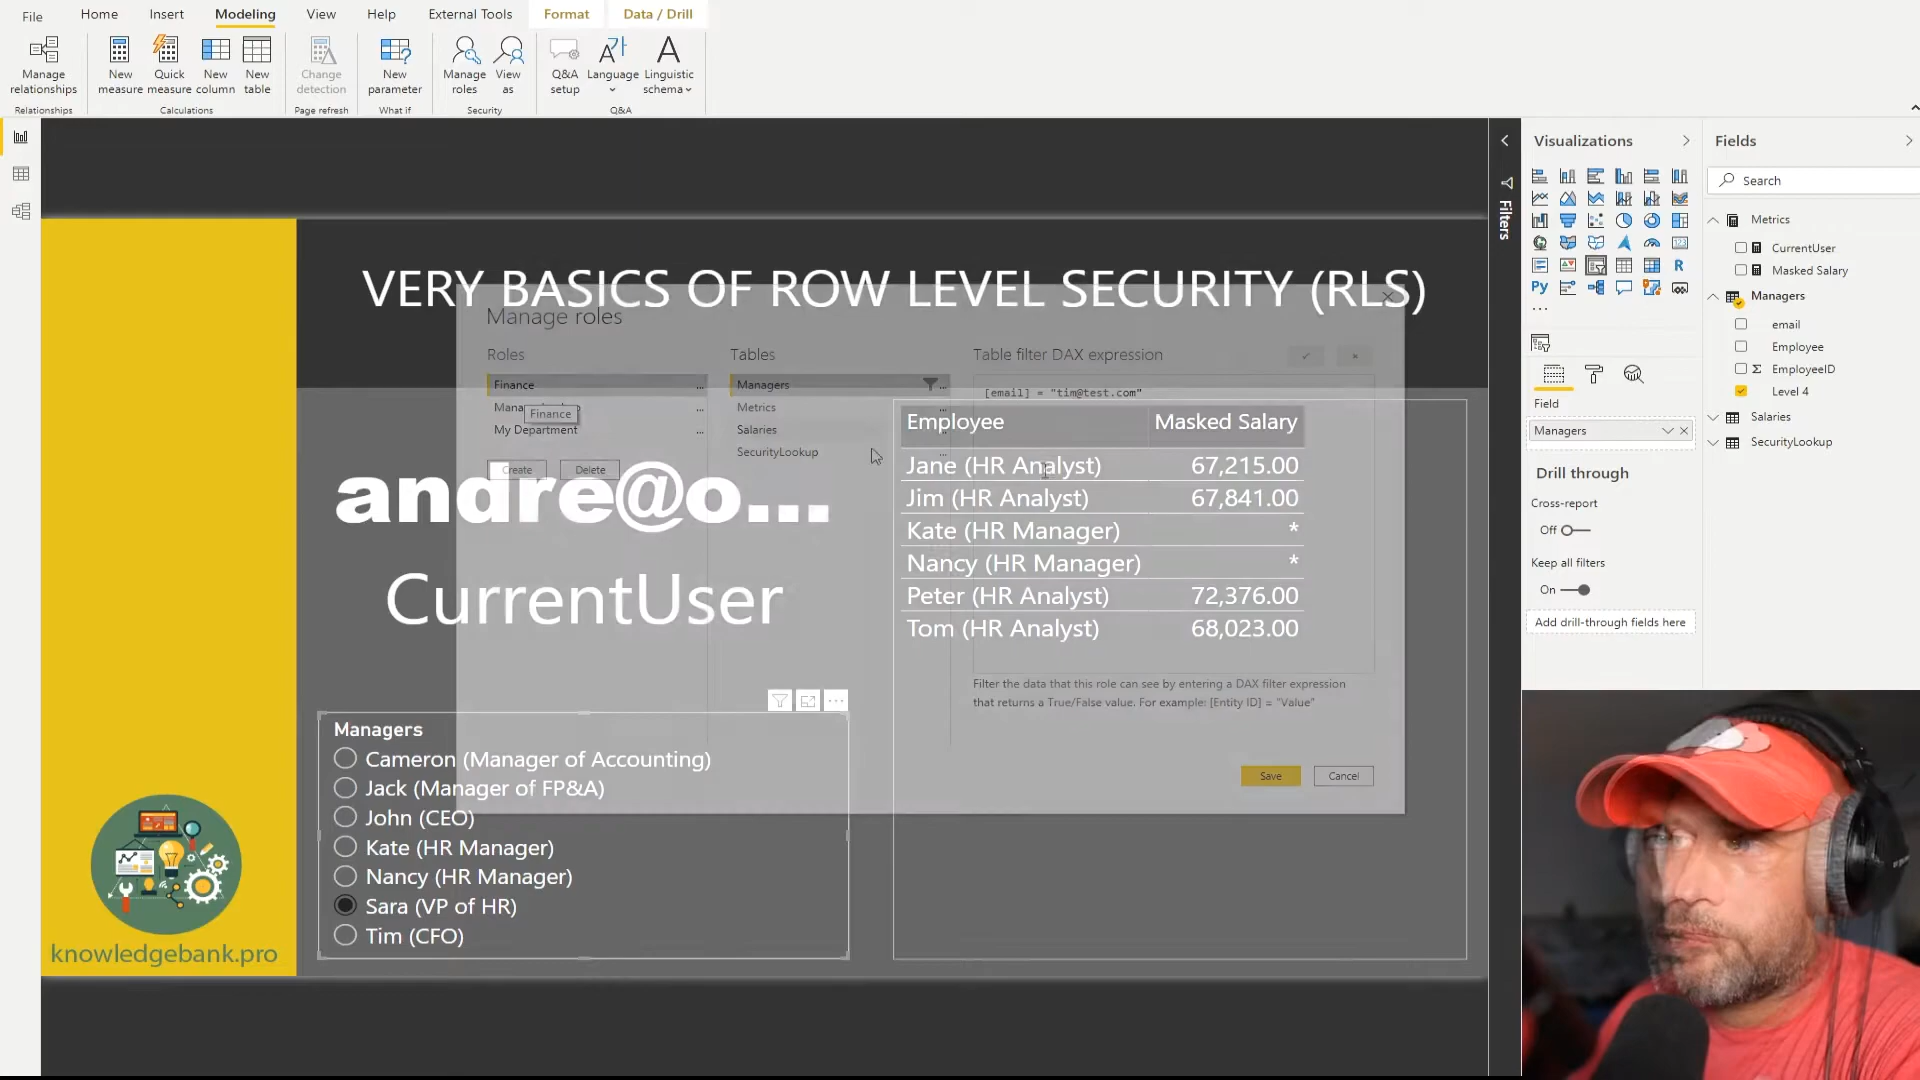 File
Home
Insert
Modeling
View
Help
External Tools
Format
Data / Drill
Manage relationships
New measure
Quick measure
New column
New table
Change detection
New parameter
Manage roles
View as
Q&A setup
Language
Linguistic schema
Relationships
Calculations
Page refresh
What if
Security
Q&A
VERY BASICS OF ROW LEVEL SECURITY (RLS)
Manage roles
Roles
Finance
Mana
Finance
My Department
Create
Delete
Tables
Managers
Metrics
Salaries
SecurityLookup
Table filter DAX expression
[email] = "tim@test.com"
Filter the data that this role can see by entering a DAX filter expression
that returns a True/False value. For example: [Entity ID] = "Value"
Save
Cancel
andre@o...
CurrentUser
Employee Masked Salary
Jane (HR Analyst) 67,215.00
Jim (HR Analyst) 67,841.00
Kate (HR Manager) *
Nancy (HR Manager) *
Peter (HR Analyst) 72,376.00
Tom (HR Analyst) 68,023.00
Managers
Cameron (Manager of Accounting)
Jack (Manager of FP&A)
John (CEO)
Kate (HR Manager)
Nancy (HR Manager)
Sara (VP of HR)
Tim (CFO)
knowledgebank.pro
Filters
Visualizations
R
Py
Field
Managers
Drill through
Cross-report
Off
Keep all filters
On
Add drill-through fields here
Fields
Search
Metrics
CurrentUser
Masked Salary
Managers
email
Employee
EmployeeID
Level 4
Salaries
SecurityLookup